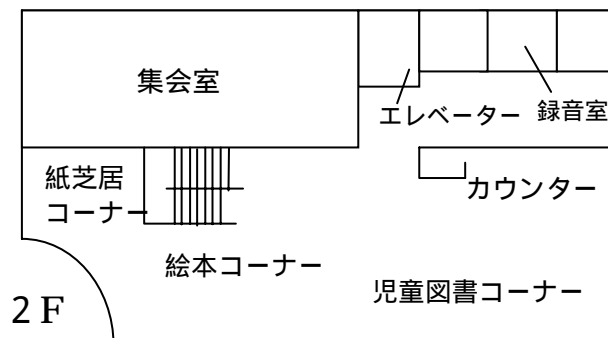 集会室
エレベーター
録音室
紙芝居
コーナー
カウンター
絵本コーナー
児童図書コーナー
2F